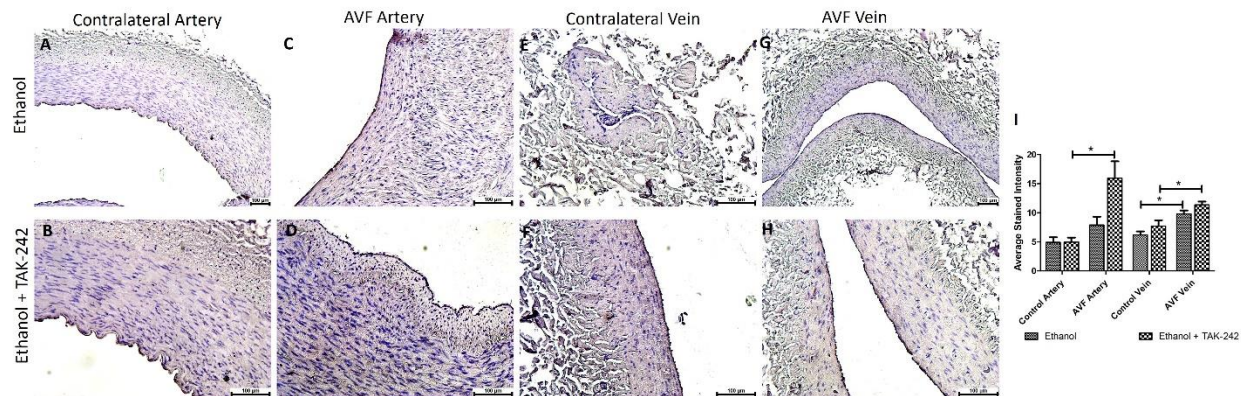 Contralateral Artery
AVF Artery
Contralateral Vein
AVF Vein
Ethanol
A
C
E
G
100 µm
100 µm
100 µm
100 µm
Ethanol + TAK-242
B
D
F
H
100 µm
100 µm
100 µm
100 µm
I
Average Stained Intensity
20
15
10
5
0
*
*
*
Control Artery
AVF Artery
Control Vein
AVF Vein
Ethanol
Ethanol + TAK-242